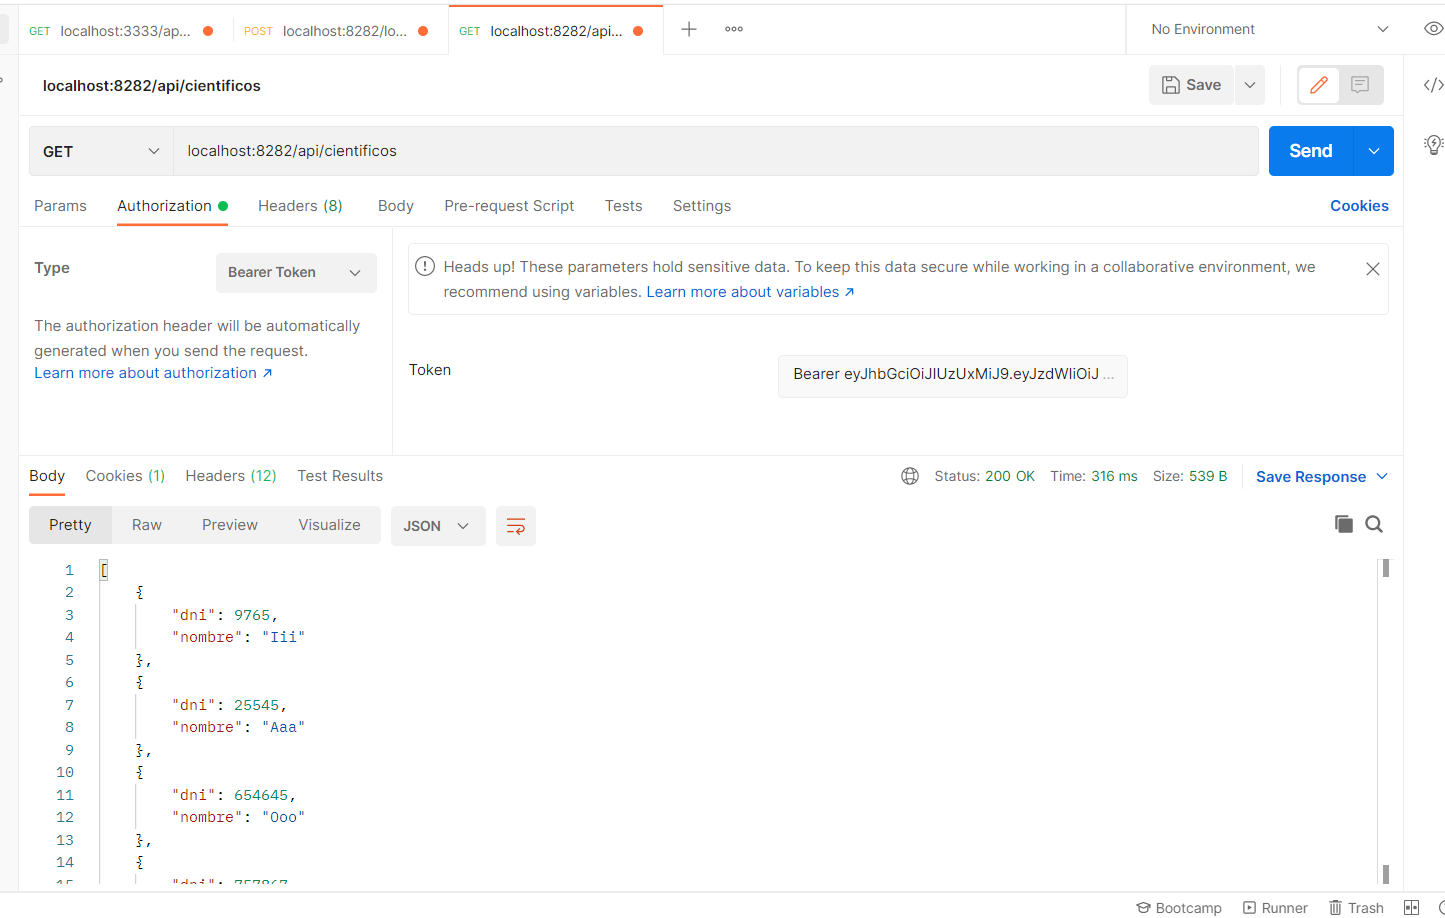 GET localhost:3333/ap... POST localhost:8282/lo... GET localhost:8282/api... No Environment
localhost:8282/api/cientificos Save
GET localhost:8282/api/cientificos Send
Params Authorization Headers (8) Body Pre-request Script Tests Settings Cookies
Type Bearer Token
The authorization header will be automatically
generated when you send the request.
Learn more about authorization ↗
Heads up! These parameters hold sensitive data. To keep this data secure while working in a collaborative environment, we
recommend using variables. Learn more about variables ↗
Token Bearer eyJhbGciOiJIUzUxMiJ9.eyJzdWIiOiJ ...
Body Cookies (1) Headers (12) Test Results Status: 200 OK Time: 316 ms Size: 539 B Save Response
Pretty Raw Preview Visualize JSON
1 [
2 {
3 "dni": 9765,
4 "nombre": "Iii"
5 },
6 {
7 "dni": 25545,
8 "nombre": "Aaa"
9 },
10 {
11 "dni": 654645,
12 "nombre": "Ooo"
13 },
14 {
15 "dni": 757867
Bootcamp Runner Trash